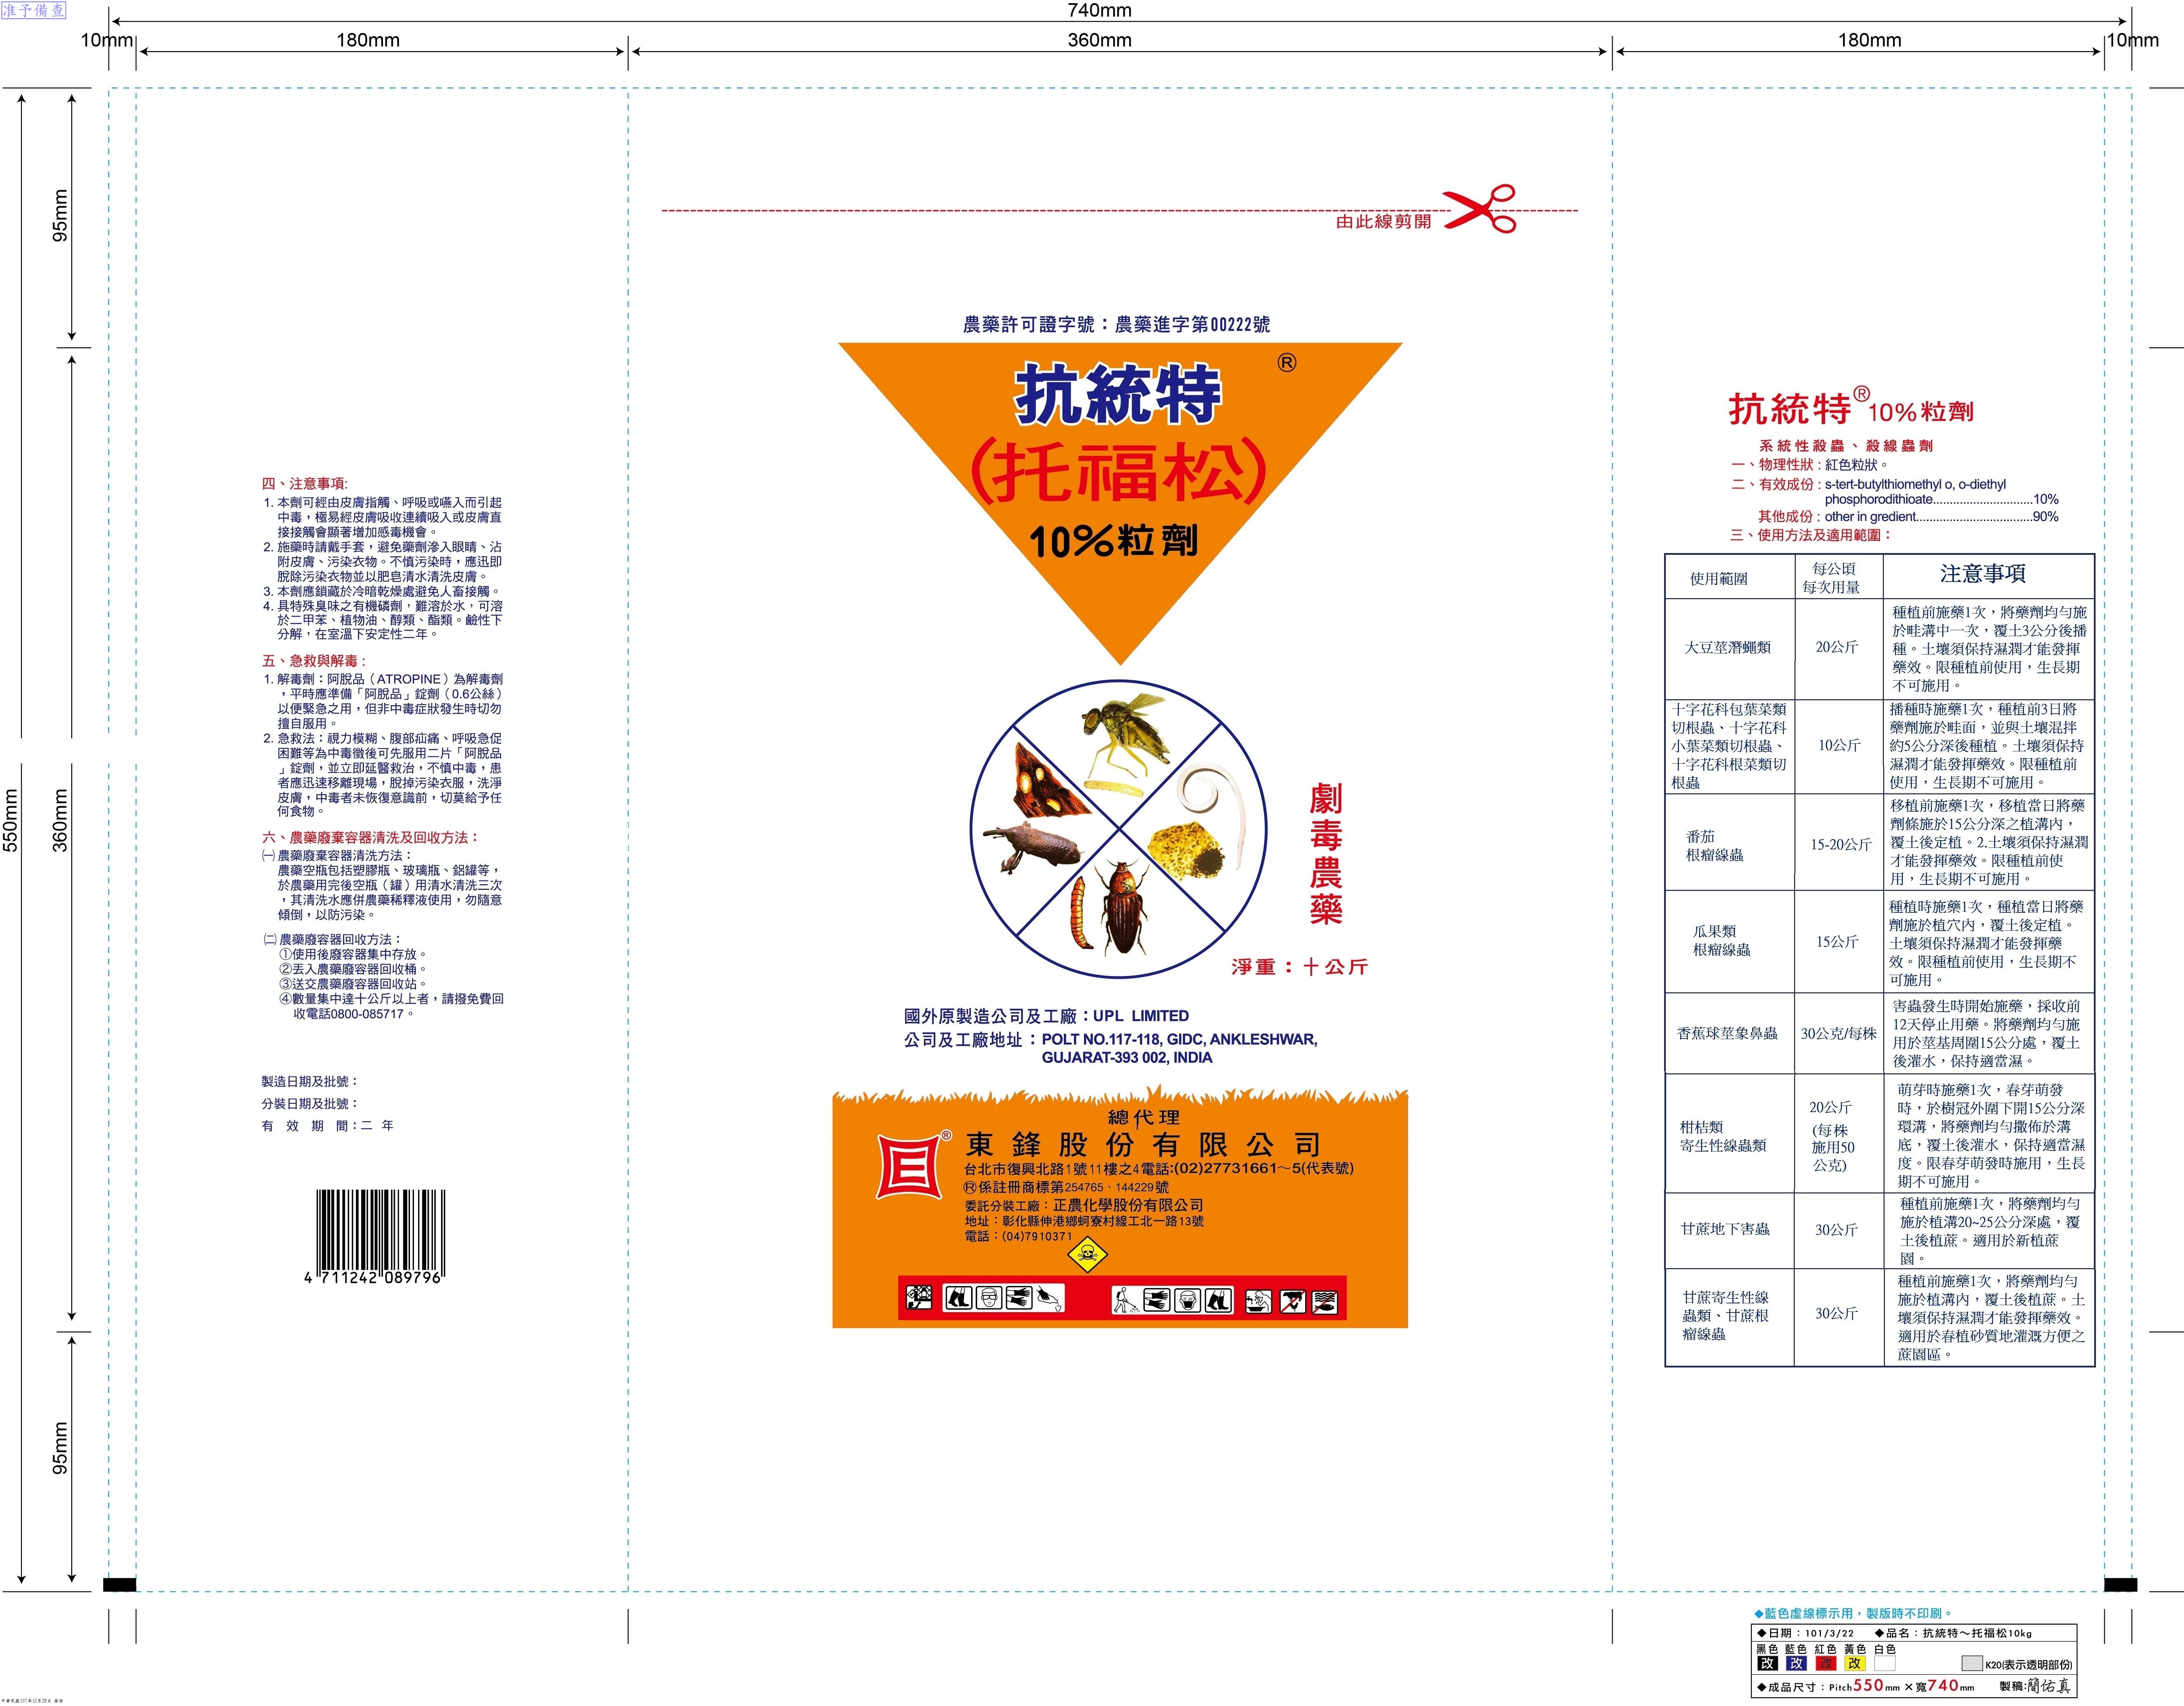 准予備查
740mm
10mm
180mm
360mm
180mm
10mm
95mm
550mm
360mm
95mm
四、注意事項:
1. 本劑可經由皮膚指觸、呼吸或嚥入而引起
中毒，極易經皮膚吸收連續吸入或皮膚直
接接觸會顯著增加感毒機會。
2. 施藥時請戴手套，避免藥劑滲入眼睛、沾
附皮膚、污染衣物。不慎污染時，應迅即
脫除污染衣物並以肥皂清水清洗皮膚。
3. 本劑應鎖藏於冷暗乾燥處避免人畜接觸。
4. 具特殊臭味之有機磷劑，難溶於水，可溶
於二甲苯、植物油、醇類、酯類。鹼性下
分解，在室溫下安定性二年。
五、急救與解毒：
1. 解毒劑：阿脫品（ATROPINE）為解毒劑
，平時應準備「阿脫品」錠劑（0.6公絲）
以便緊急之用，但非中毒症狀發生時切勿
擅自服用。
2. 急救法：視力模糊、腹部疝痛、呼吸急促
困難等為中毒徵後可先服用二片「阿脫品
」錠劑，並立即延醫救治，不慎中毒，患
者應迅速移離現場，脫掉污染衣服，洗淨
皮膚，中毒者未恢復意識前，切莫給予任
何食物。
六、農藥廢棄容器清洗及回收方法：
㈠ 農藥廢棄容器清洗方法：
農藥空瓶包括塑膠瓶、玻璃瓶、鋁罐等，
於農藥用完後空瓶（罐）用清水清洗三次
，其清洗水應併農藥稀釋液使用，勿隨意
傾倒，以防污染。
㈡ 農藥廢容器回收方法：
①使用後廢容器集中存放。
②丟入農藥廢容器回收桶。
③送交農藥廢容器回收站。
④數量集中達十公斤以上者，請撥免費回
收電話0800-085717。
製造日期及批號：
分裝日期及批號：
有 效 期 間：二 年
4 711242 089796
由此線剪開
農藥許可證字號：農藥進字第00222號
抗統特®
(托福松)
10%粒劑
劇毒農藥
淨重：十公斤
國外原製造公司及工廠：UPL LIMITED
公司及工廠地址：POLT NO.117-118, GIDC, ANKLESHWAR,
GUJARAT-393 002, INDIA
總代理
®
東鋒股份有限公司
台北市復興北路1號11樓之4電話:(02)27731661～5(代表號)
®係註冊商標第254765、144229號
委託分裝工廠：正農化學股份有限公司
地址：彰化縣伸港鄉蚵寮村線工北一路13號
電話：(04)7910371
抗統特®10%粒劑
系統性殺蟲、殺線蟲劑
一、物理性狀：紅色粒狀。
二、有效成份：s-tert-butylthiomethyl o, o-diethyl
phosphorodithioate..............................10%
其他成份：other in gredient...................................90%
三、使用方法及適用範圍：
使用範圍
每公頃
每次用量
注意事項
大豆莖潛蠅類
20公斤
種植前施藥1次，將藥劑均勻施
於畦溝中一次，覆土3公分後播
種。土壤須保持濕潤才能發揮
藥效。限種植前使用，生長期
不可施用。
十字花科包葉菜類
切根蟲、十字花科
小葉菜類切根蟲、
十字花科根菜類切
根蟲
10公斤
播種時施藥1次，種植前3日將
藥劑施於畦面，並與土壤混拌
約5公分深後種植。土壤須保持
濕潤才能發揮藥效。限種植前
使用，生長期不可施用。
番茄
根瘤線蟲
15-20公斤
移植前施藥1次，移植當日將藥
劑條施於15公分深之植溝內，
覆土後定植。2.土壤須保持濕潤
才能發揮藥效。限種植前使
用，生長期不可施用。
瓜果類
根瘤線蟲
15公斤
種植時施藥1次，種植當日將藥
劑施於植穴內，覆土後定植。
土壤須保持濕潤才能發揮藥
效。限種植前使用，生長期不
可施用。
香蕉球莖象鼻蟲
30公克/每株
害蟲發生時開始施藥，採收前
12天停止用藥。將藥劑均勻施
用於莖基周圍15公分處，覆土
後灌水，保持適當濕。
柑桔類
寄生性線蟲類
20公斤
(每株
施用50
公克)
萌芽時施藥1次，春芽萌發
時，於樹冠外圍下開15公分深
環溝，將藥劑均勻撒佈於溝
底，覆土後灌水，保持適當濕
度。限春芽萌發時施用，生長
期不可施用。
甘蔗地下害蟲
30公斤
種植前施藥1次，將藥劑均勻
施於植溝20~25公分深處，覆
土後植蔗。適用於新植蔗
園。
甘蔗寄生性線
蟲類、甘蔗根
瘤線蟲
30公斤
種植前施藥1次，將藥劑均勻
施於植溝內，覆土後植蔗。土
壤須保持濕潤才能發揮藥效。
適用於春植砂質地灌溉方便之
蔗園區。
◆藍色虛線標示用，製版時不印刷。
◆日期：101/3/22 ◆品名：抗統特～托福松10kg
黑色 藍色 紅色 黃色 白色
改 改 改 改
K20(表示透明部份)
◆成品尺寸：Pitch550mm×寬740mm 製稿:簡佑真
中華民國107年12月28日